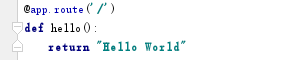 @app.route('/')
def hello():
    return "Hello World"